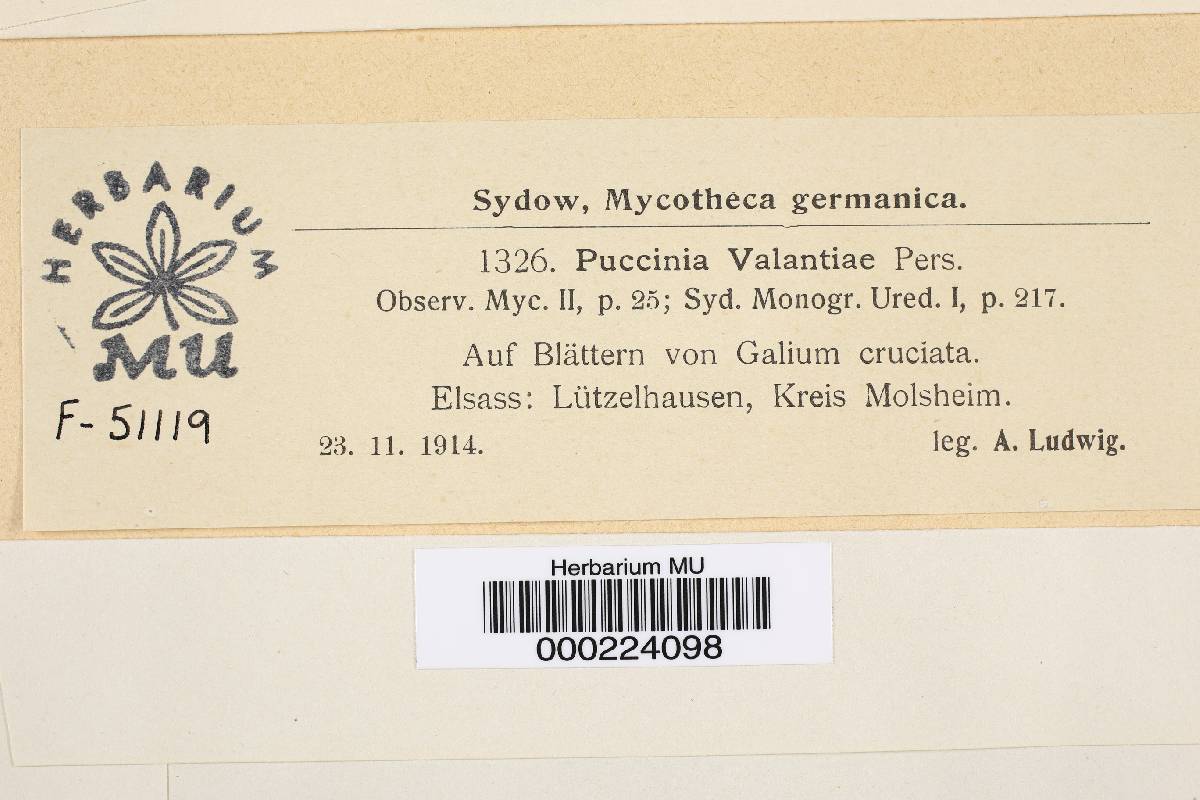 HERBARIUM
MU
F-51119
Sydow, Mycotheca germanica.
1326. Puccinia Valantiae Pers.
Observ. Myc. II, p. 25; Syd. Monogr. Ured. I, p. 217.
Auf Blättern von Galium cruciata.
Elsass: Lützelhausen, Kreis Molsheim.
23. 11. 1914. leg. A. Ludwig.
Herbarium MU
000224098